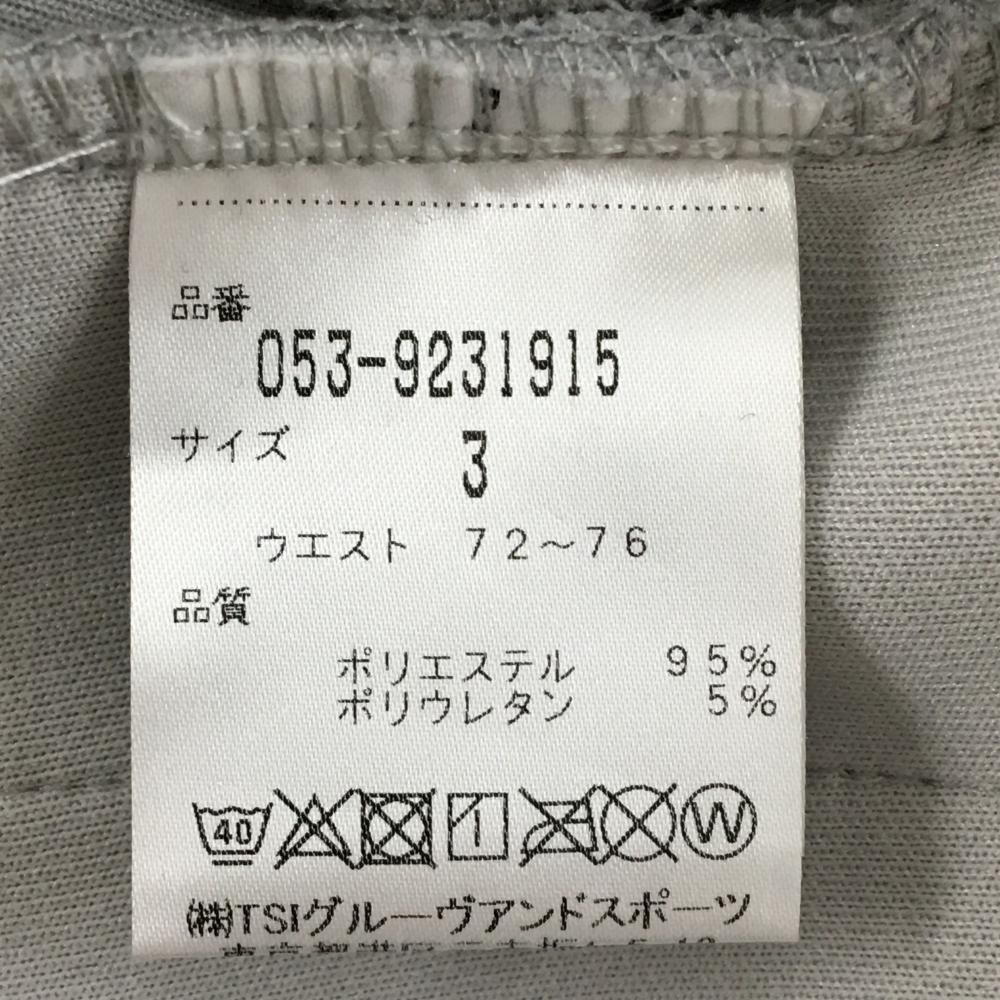 品番
053-9231915
サイズ 3
ウエスト 72～76
品質
ポリエステル 95%
ポリウレタン 5%
40 W
㈱TSIグルーヴアンドスポーツ